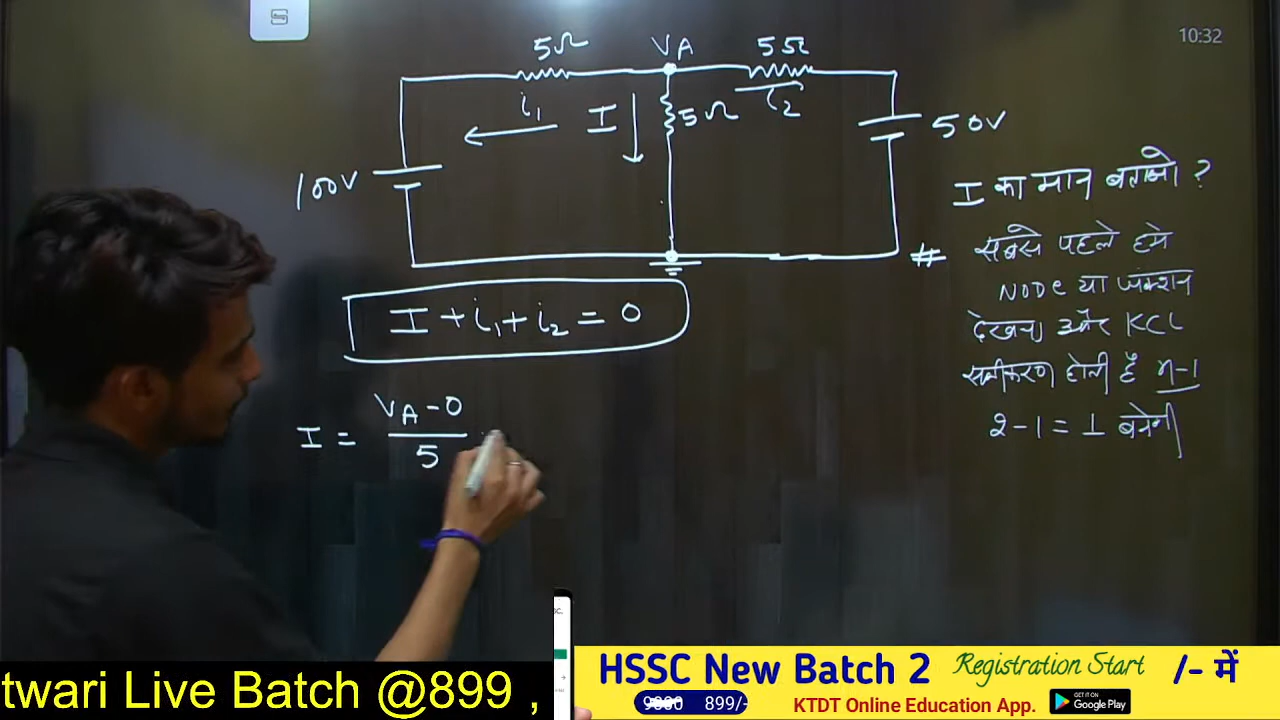 10:32
5Ω
VA
5Ω
i1
I
5Ω
i2
50V
100V
I का मान बताओ ?
# सबसे पहले हमे
NODe या जंक्शन
देखना और KCL
समीकरण होती हैं n-1
2-1=1 बनेगी
I+i1+i2=0
I = VA-0
5
twari Live Batch @899 ,
HSSC New Batch 2 Registration Start /- में
899/-
KTDT Online Education App.
GET IT ON
Google Play